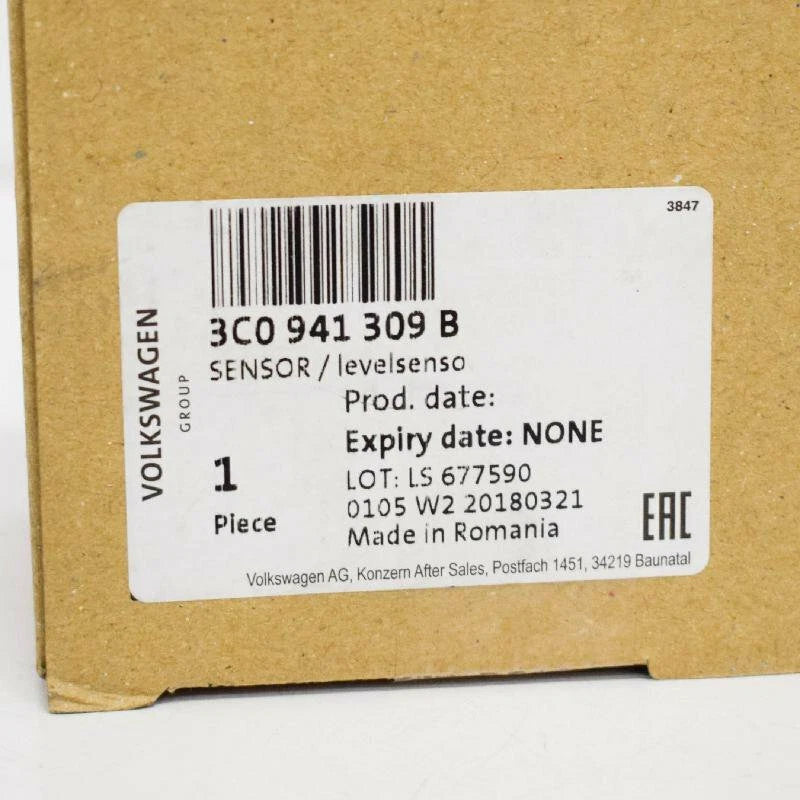 3847
VOLKSWAGEN
GROUP
3C0 941 309 B
SENSOR / levelsenso
Prod. date:
Expiry date: NONE
1
Piece
LOT: LS 677590
0105 W2 20180321
Made in Romania
EAC
Volkswagen AG, Konzern After Sales, Postfach 1451, 34219 Baunatal